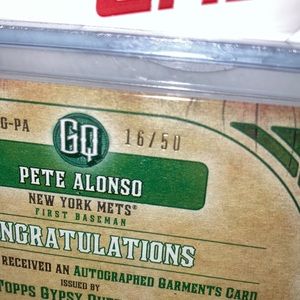 G-PA GQ 16/50
PETE ALONSO
NEW YORK METS®
FIRST BASEMAN
NGRATULATIONS
RECEIVED AN AUTOGRAPHED GARMENTS CARD
ISSUED BY
TOPPS GYPSY QUE